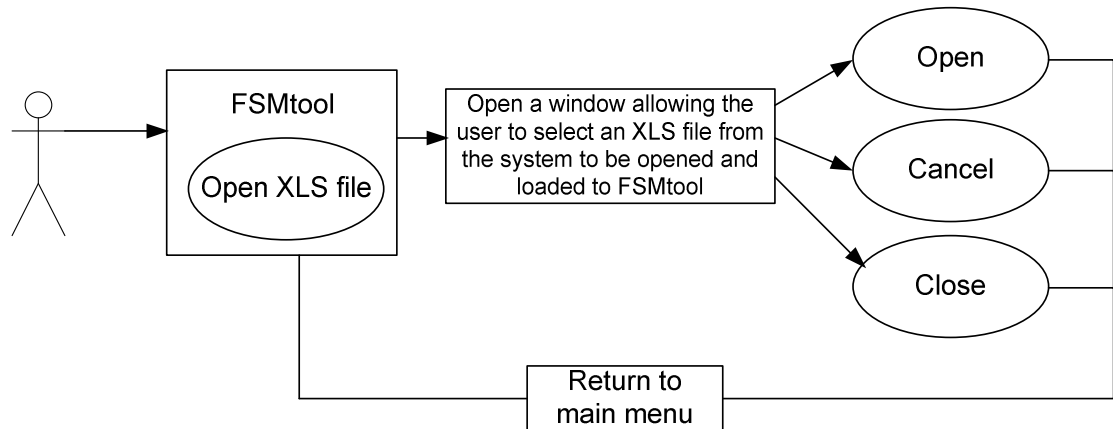 FSMtool
Open XLS file
Open a window allowing the
user to select an XLS file from
the system to be opened and
loaded to FSMtool
Open
Cancel
Close
Return to
main menu